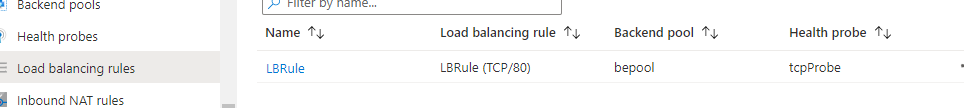 Backend pools
Health probes
Load balancing rules
Inbound NAT rules
Filter by name...
Name Load balancing rule Backend pool Health probe
LBRule LBRule (TCP/80) bepool tcpProbe